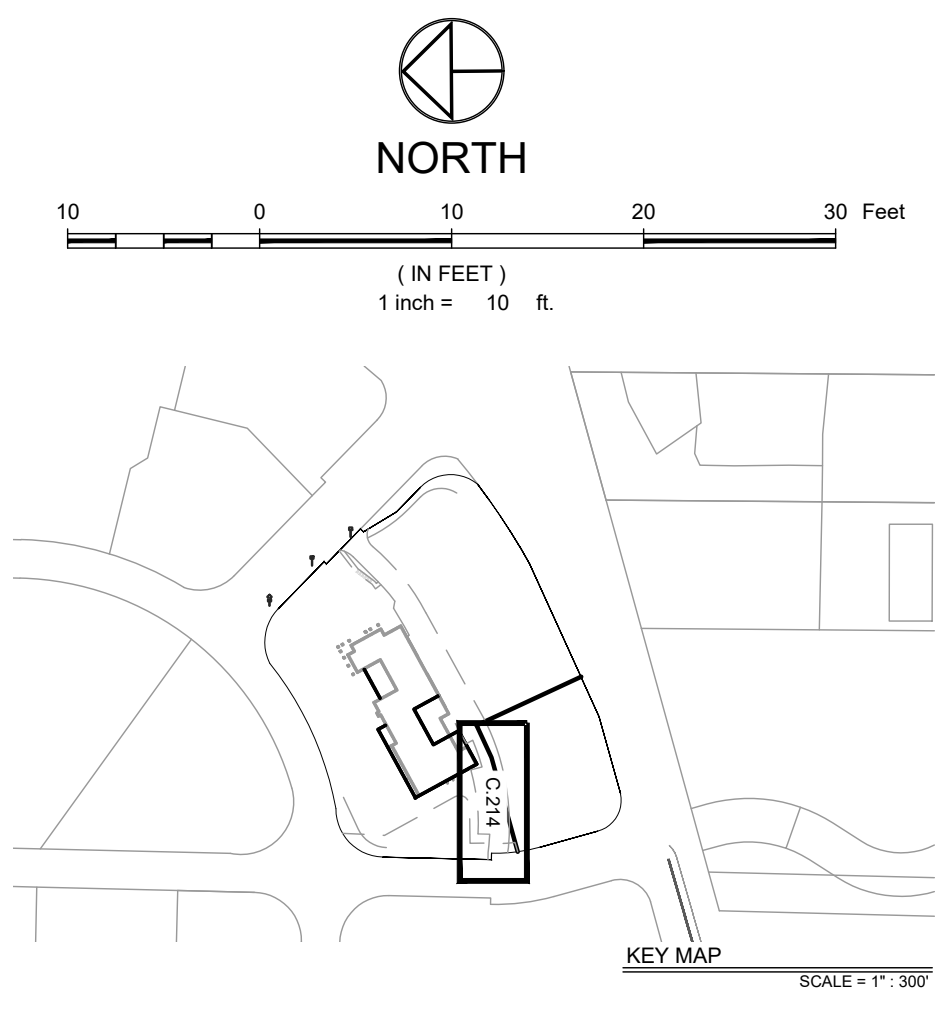 NORTH
10 0 10 20 30 Feet
( IN FEET )
1 inch = 10 ft.
C.214
KEY MAP
SCALE = 1" : 300'